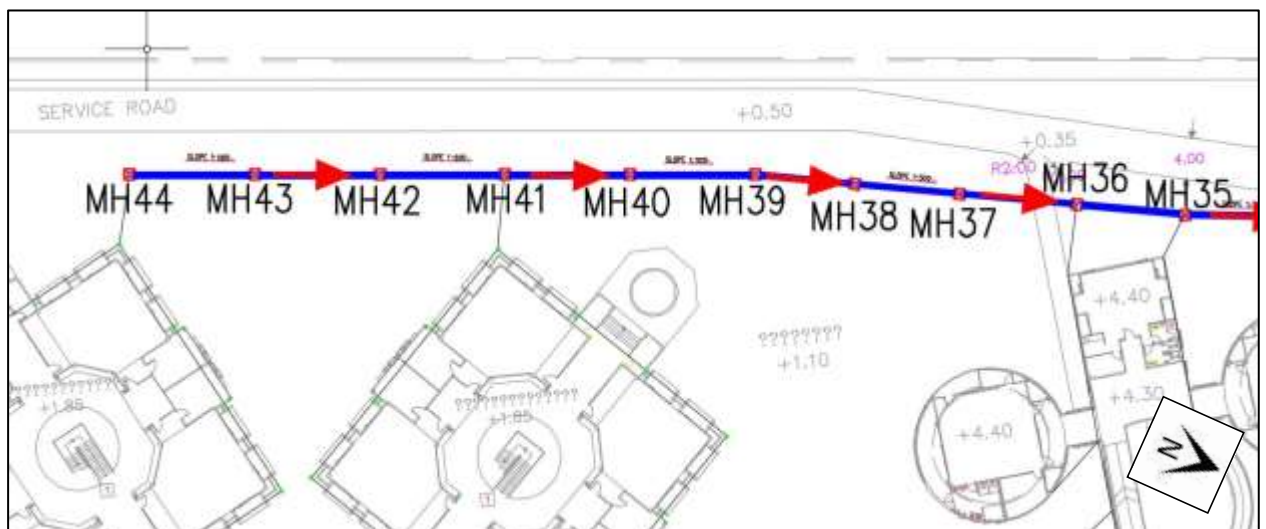 SERVICE ROAD
+0.50
+0.35
R2.00
4.00
MH44
MH43
MH42
MH41
MH40
MH39
MH38
MH37
MH36
MH35
+4.40
????????
+1.10
+4.30
+1.85
?????????????
+1.85
+4.40
N